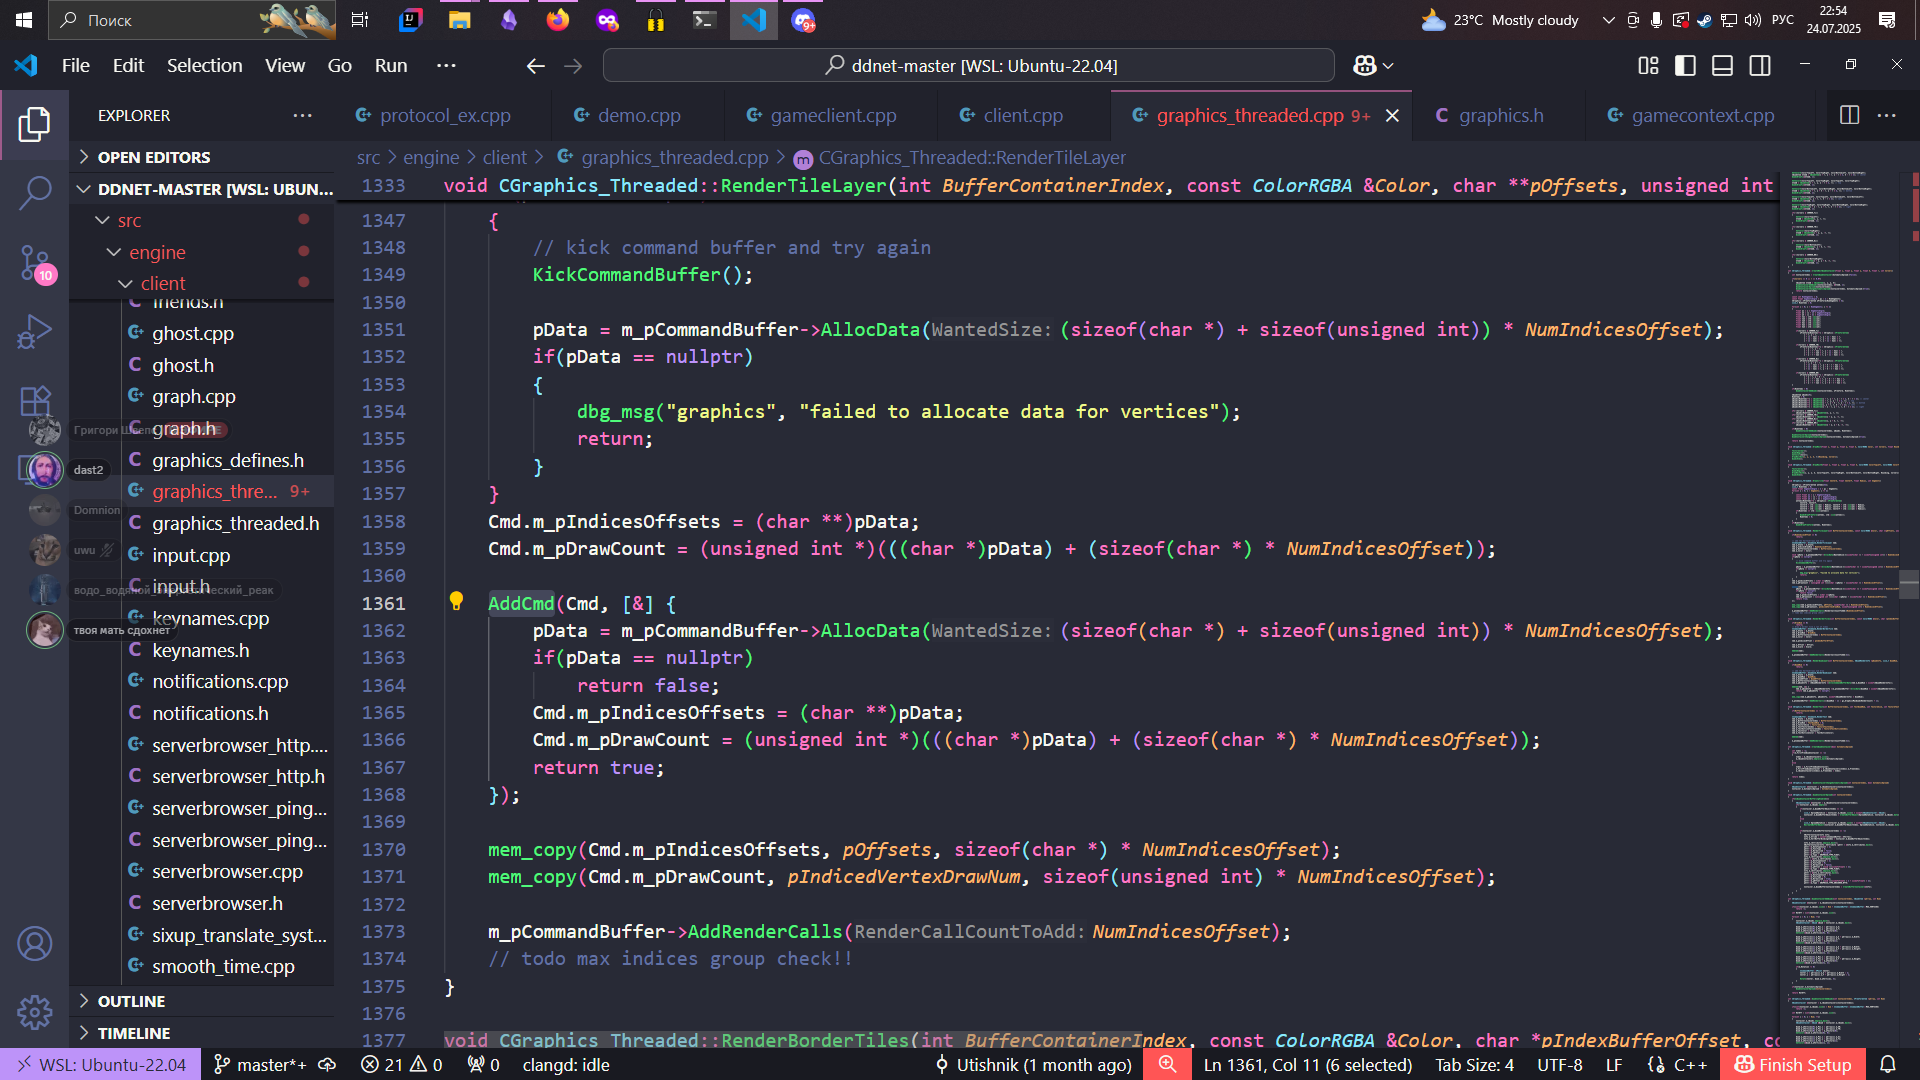 Поиск
23°C Mostly cloudy
РУС
22:54
24.07.2025
File Edit Selection View Go Run
ddnet-master [WSL: Ubuntu-22.04]
EXPLORER
protocol_ex.cpp
demo.cpp
gameclient.cpp
client.cpp
graphics_threaded.cpp 9+
graphics.h
gamecontext.cpp
OPEN EDITORS
DDNET-MASTER [WSL: UBUN...
src
engine
client
friends.h
ghost.cpp
ghost.h
graph.cpp
graph.h
graphics_defines.h
graphics_thre... 9+
graphics_threaded.h
input.cpp
input.h
keynames.cpp
keynames.h
notifications.cpp
notifications.h
serverbrowser_http....
serverbrowser_http.h
serverbrowser_ping...
serverbrowser_ping...
serverbrowser.cpp
serverbrowser.h
sixup_translate_syst...
smooth_time.cpp
OUTLINE
TIMELINE
10
dast2
Domnion
uwu
твоя мать сдохнет
src > engine > client > graphics_threaded.cpp > CGraphics_Threaded::RenderTileLayer
1333 void CGraphics_Threaded::RenderTileLayer(int BufferContainerIndex, const ColorRGBA &Color, char **pOffsets, unsigned int
1347 {
1348 // kick command buffer and try again
1349 KickCommandBuffer();
1350
1351 pData = m_pCommandBuffer->AllocData(WantedSize: (sizeof(char *) + sizeof(unsigned int)) * NumIndicesOffset);
1352 if(pData == nullptr)
1353 {
1354 dbg_msg("graphics", "failed to allocate data for vertices");
1355 return;
1356 }
1357 }
1358 Cmd.m_pIndicesOffsets = (char **)pData;
1359 Cmd.m_pDrawCount = (unsigned int *)(((char *)pData) + (sizeof(char *) * NumIndicesOffset));
1360
1361 AddCmd(Cmd, [&] {
1362 pData = m_pCommandBuffer->AllocData(WantedSize: (sizeof(char *) + sizeof(unsigned int)) * NumIndicesOffset);
1363 if(pData == nullptr)
1364 return false;
1365 Cmd.m_pIndicesOffsets = (char **)pData;
1366 Cmd.m_pDrawCount = (unsigned int *)(((char *)pData) + (sizeof(char *) * NumIndicesOffset));
1367 return true;
1368 });
1369
1370 mem_copy(Cmd.m_pIndicesOffsets, pOffsets, sizeof(char *) * NumIndicesOffset);
1371 mem_copy(Cmd.m_pDrawCount, pIndicedVertexDrawNum, sizeof(unsigned int) * NumIndicesOffset);
1372
1373 m_pCommandBuffer->AddRenderCalls(RenderCallCountToAdd: NumIndicesOffset);
1374 // todo max indices group check!!
1375 }
1376
1377 void CGraphics_Threaded::RenderBorderTiles(int BufferContainerIndex, const ColorRGBA &Color, char *pIndexBufferOffset, co
WSL: Ubuntu-22.04 master*+ 21 0 0 clangd: idle Utishnik (1 month ago) Ln 1361, Col 11 (6 selected) Tab Size: 4 UTF-8 LF {} C++ Finish Setup